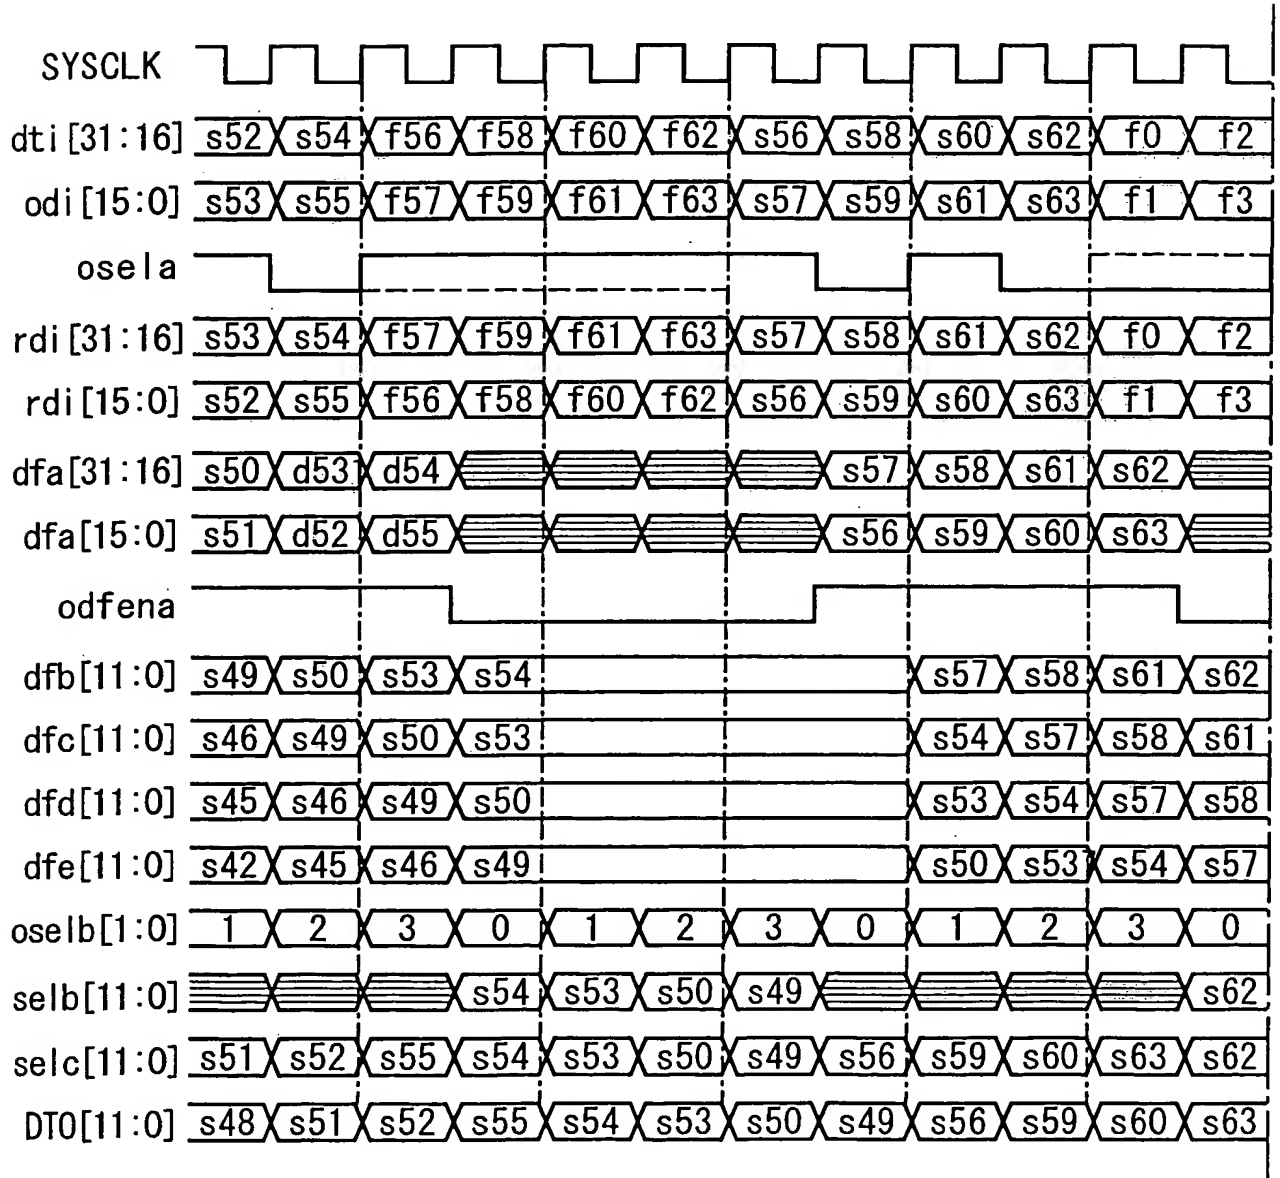 SYSCLK
dti[31:16] s52 s54 f56 f58 f60 f62 s56 s58 s60 s62 f0 f2
odi[15:0] s53 s55 f57 f59 f61 f63 s57 s59 s61 s63 f1 f3
osela
rdi[31:16] s53 s54 f57 f59 f61 f63 s57 s58 s61 s62 f0 f2
rdi[15:0] s52 s55 f56 f58 f60 f62 s56 s59 s60 s63 f1 f3
dfa[31:16] s50 d53 d54 s57 s58 s61 s62
dfa[15:0] s51 d52 d55 s56 s59 s60 s63
odfena
dfb[11:0] s49 s50 s53 s54 s57 s58 s61 s62
dfc[11:0] s46 s49 s50 s53 s54 s57 s58 s61
dfd[11:0] s45 s46 s49 s50 s53 s54 s57 s58
dfe[11:0] s42 s45 s46 s49 s50 s53 s54 s57
oselb[1:0] 1 2 3 0 1 2 3 0 1 2 3 0
selb[11:0] s54 s53 s50 s49 s62
selc[11:0] s51 s52 s55 s54 s53 s50 s49 s56 s59 s60 s63 s62
DTO[11:0] s48 s51 s52 s55 s54 s53 s50 s49 s56 s59 s60 s63